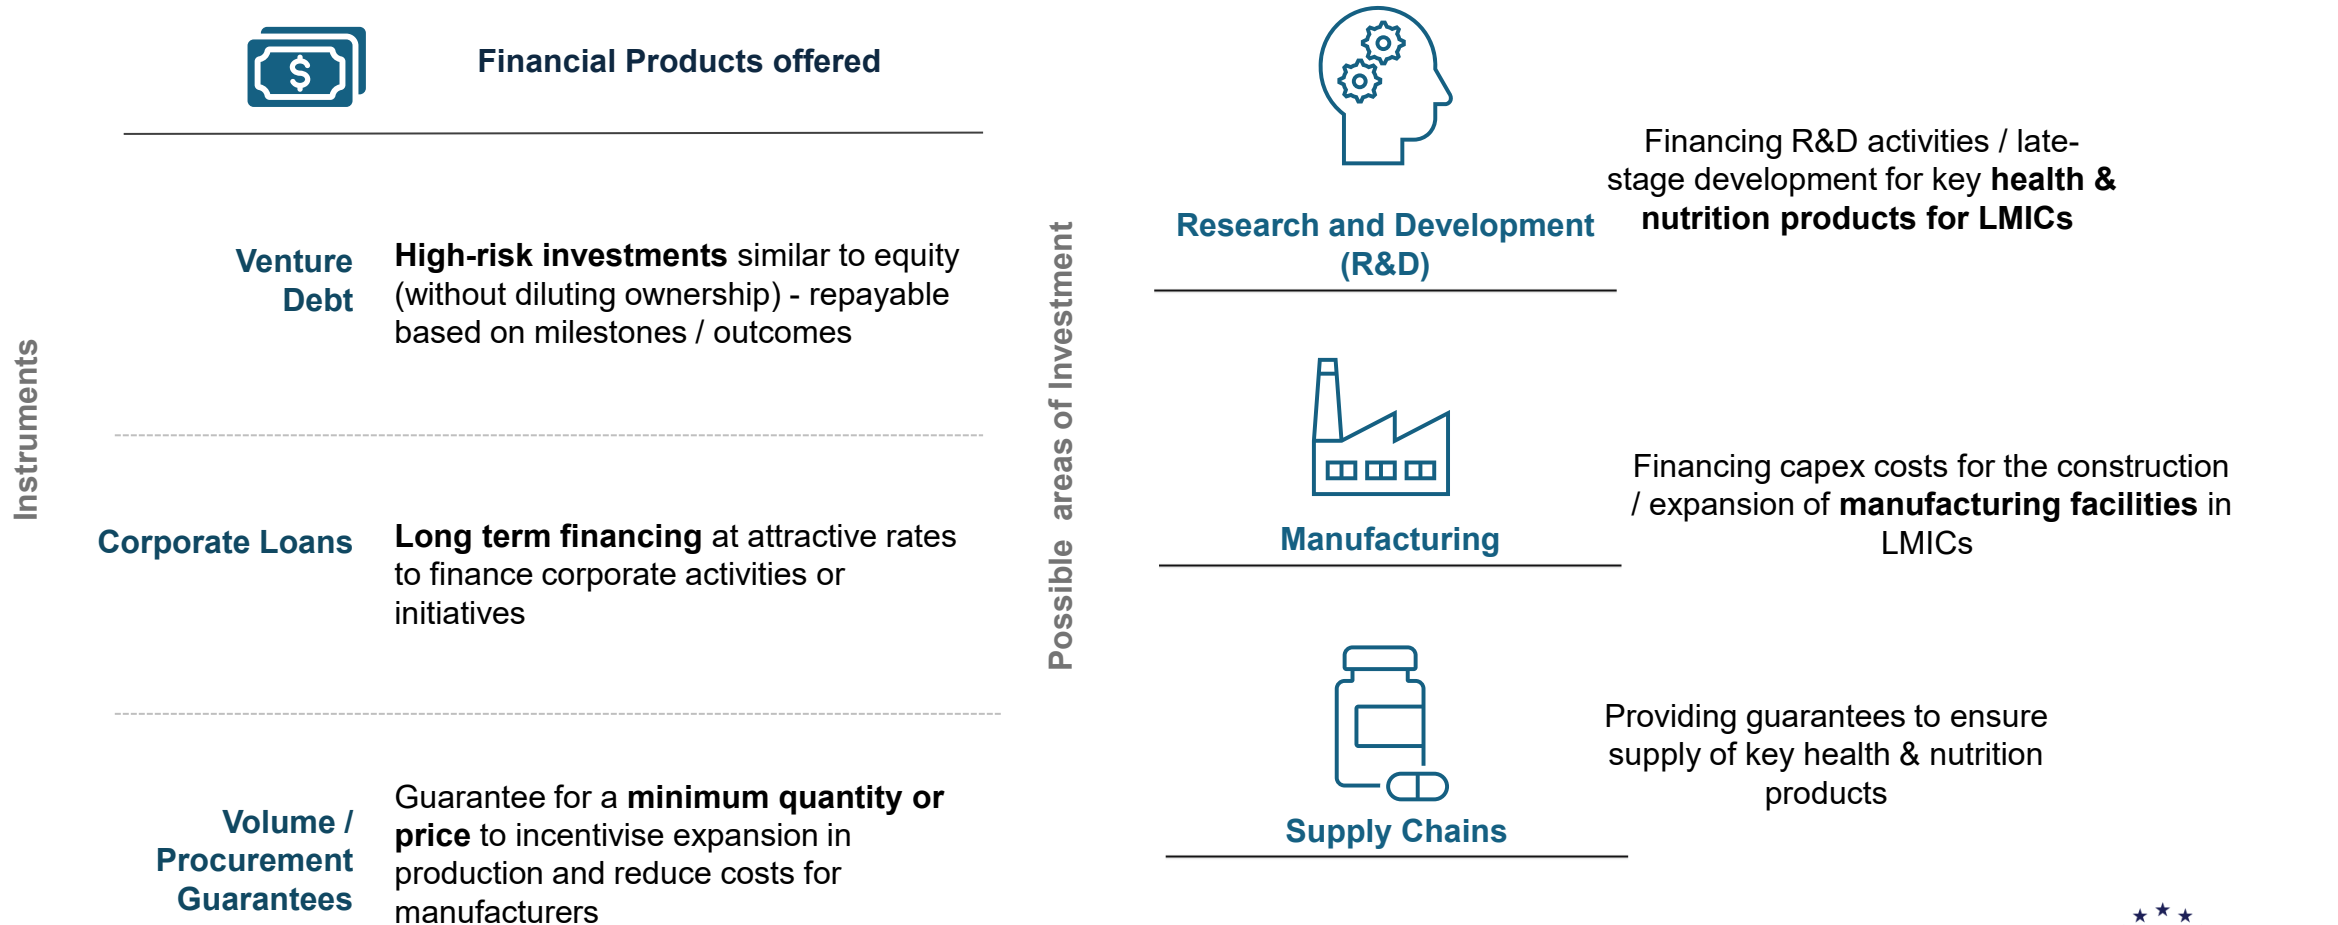 Financial Products offered
Instruments
Venture
Debt
High-risk investments similar to equity
(without diluting ownership) - repayable
based on milestones / outcomes
Corporate Loans
Long term financing at attractive rates
to finance corporate activities or
initiatives
Volume /
Procurement
Guarantees
Guarantee for a minimum quantity or
price to incentivise expansion in
production and reduce costs for
manufacturers
Possible areas of Investment
Research and Development
(R&D)
Financing R&D activities / late-
stage development for key health &
nutrition products for LMICs
Manufacturing
Financing capex costs for the construction
/ expansion of manufacturing facilities in
LMICs
Supply Chains
Providing guarantees to ensure
supply of key health & nutrition
products